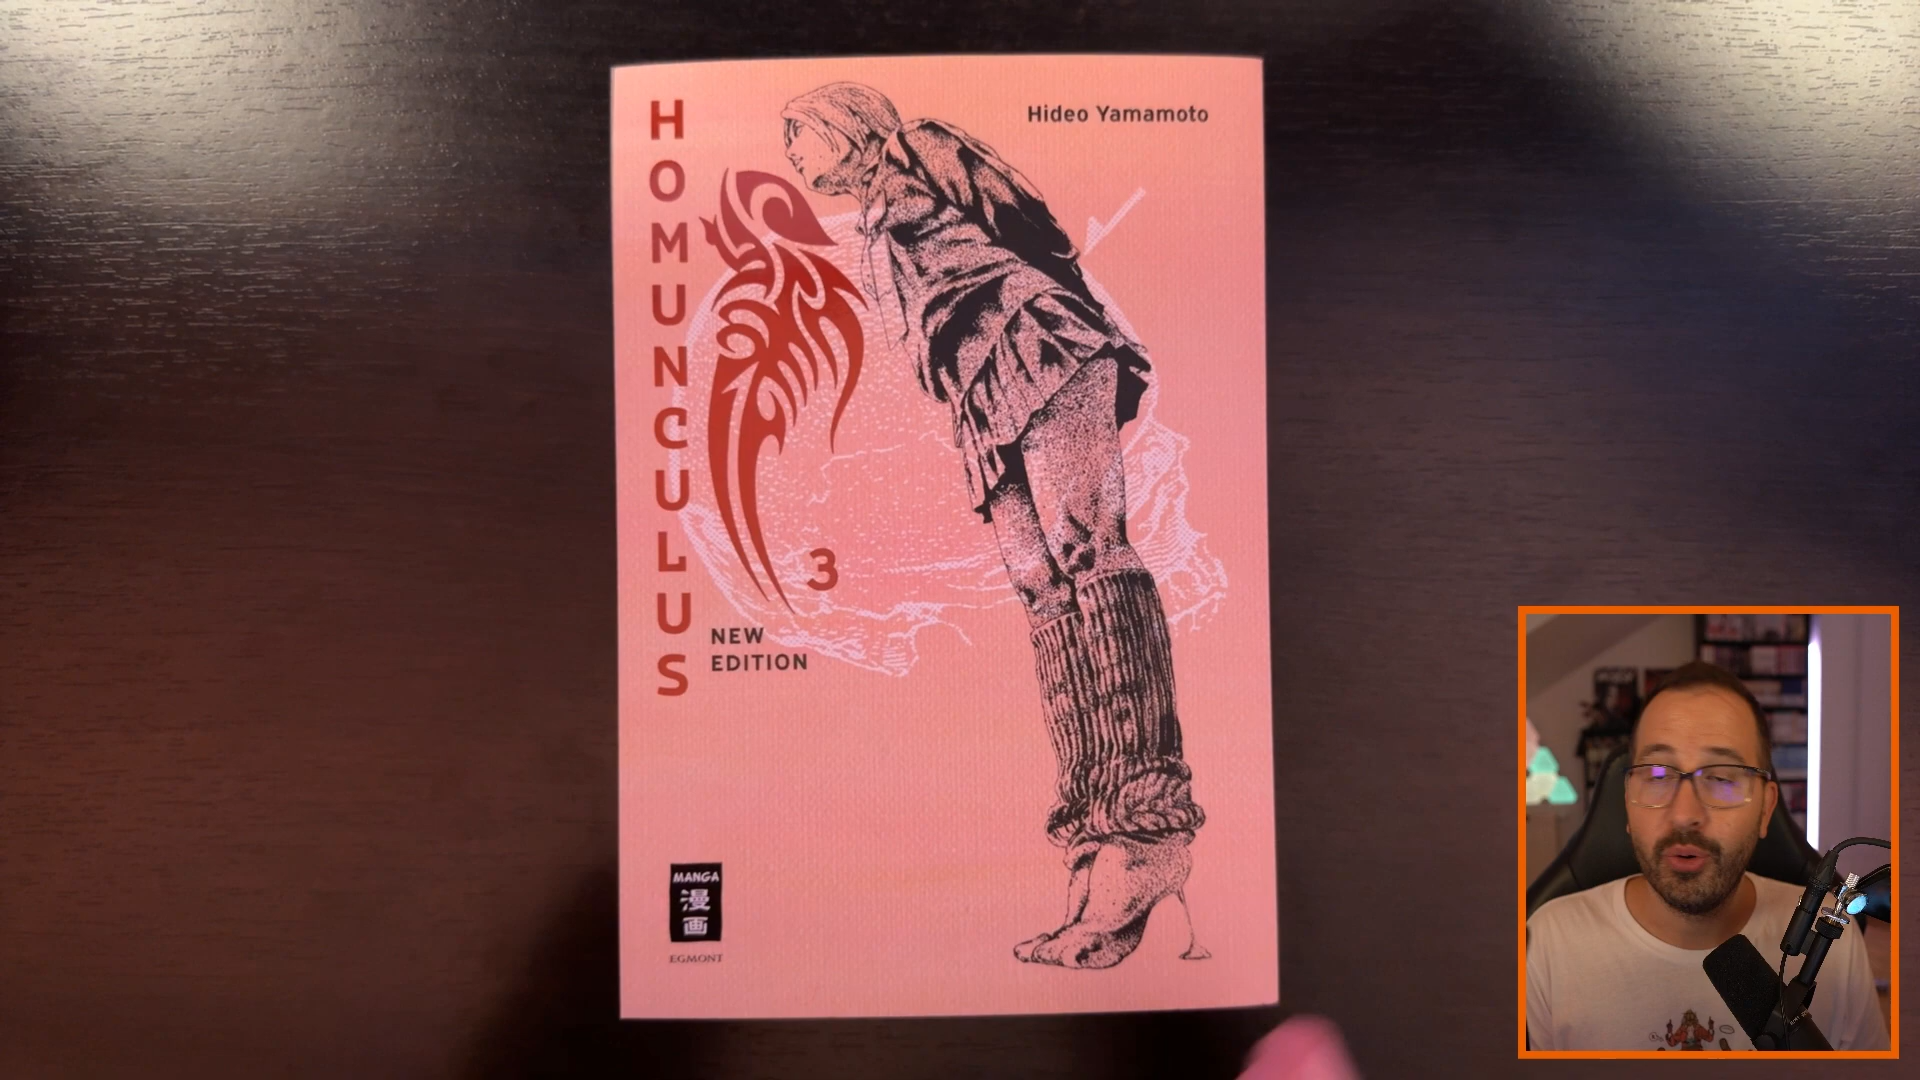 HOMUNCULUS
Hideo Yamamoto
3
NEW
EDITION
MANGA
漫
画
EGMONT